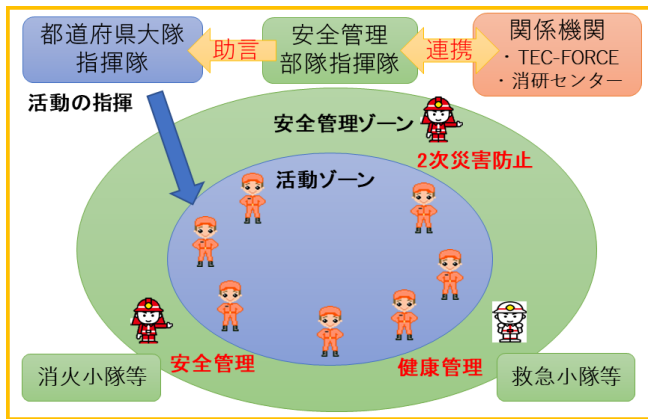 都道府県大隊
指揮隊
助言
安全管理
部隊指揮隊
連携
関係機関
・TEC-FORCE
・消研センター
活動の指揮
安全管理ゾーン
2次災害防止
活動ゾーン
安全管理
健康管理
消火小隊等
救急小隊等